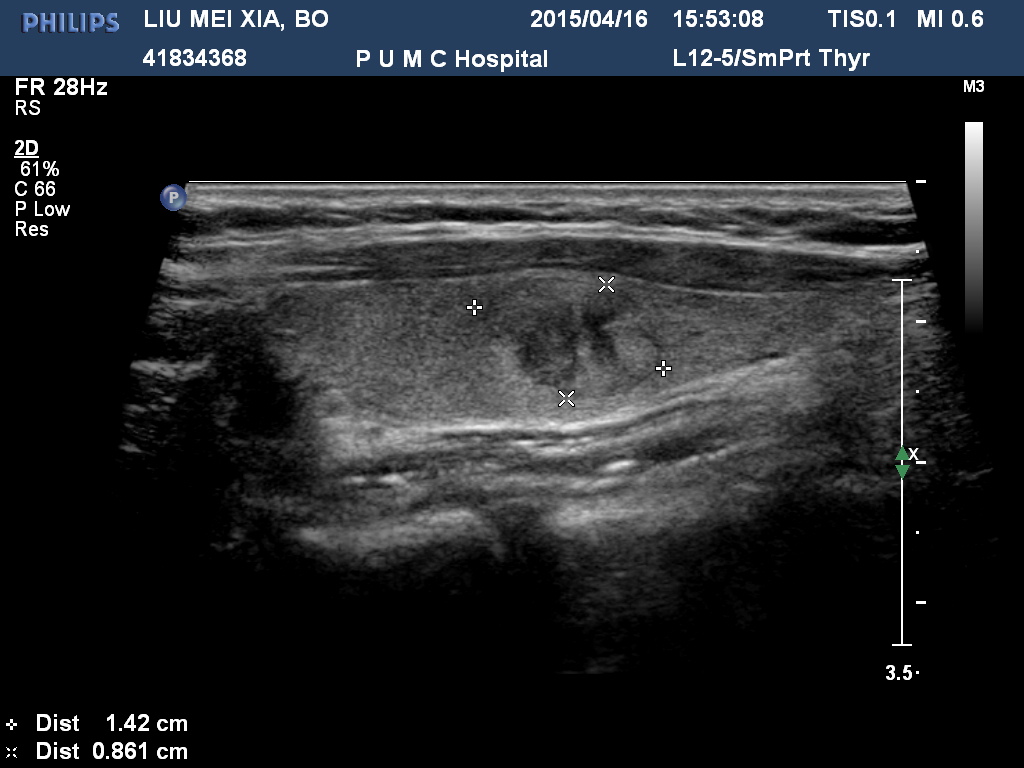 PHILIPS LIU MEI XIA, BO 2015/04/16 15:53:08 TIS0.1 MI 0.6
41834368 P U M C Hospital L12-5/SmPrt Thyr
FR 28Hz
RS
M3
2D
61%
C 66
P Low
Res
P
X
3.5
Dist 1.42 cm
Dist 0.861 cm